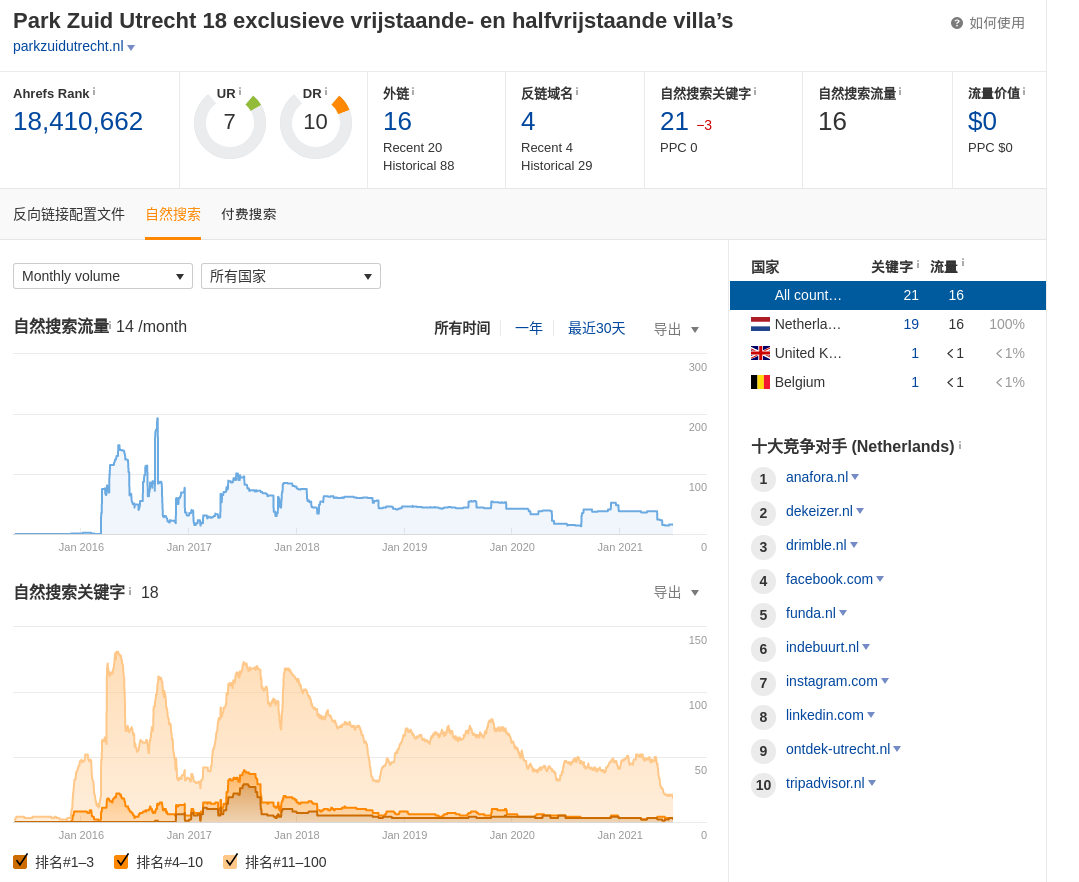 Park Zuid Utrecht 18 exclusieve vrijstaande- en halfvrijstaande villa’s
如何使用
parkzuidutrecht.nl
Ahrefs Rank
18,410,662
UR
7
DR
10
外链
16
Recent 20
Historical 88
反链域名
4
Recent 4
Historical 29
自然搜索关键字
21 –3
PPC 0
自然搜索流量
16
流量价值
$0
PPC $0
反向链接配置文件 自然搜索 付费搜索
Monthly volume
所有国家
自然搜索流量 14 /month
所有时间 一年 最近30天 导出
300
200
100
0
Jan 2016 Jan 2017 Jan 2018 Jan 2019 Jan 2020 Jan 2021
自然搜索关键字 18
导出
150
100
50
0
Jan 2016 Jan 2017 Jan 2018 Jan 2019 Jan 2020 Jan 2021
排名#1–3 排名#4–10 排名#11–100
国家 关键字 流量
All count… 21 16
Netherla… 19 16 100%
United K… 1 <1 <1%
Belgium 1 <1 <1%
十大竞争对手 (Netherlands)
1 anafora.nl
2 dekeizer.nl
3 drimble.nl
4 facebook.com
5 funda.nl
6 indebuurt.nl
7 instagram.com
8 linkedin.com
9 ontdek-utrecht.nl
10 tripadvisor.nl